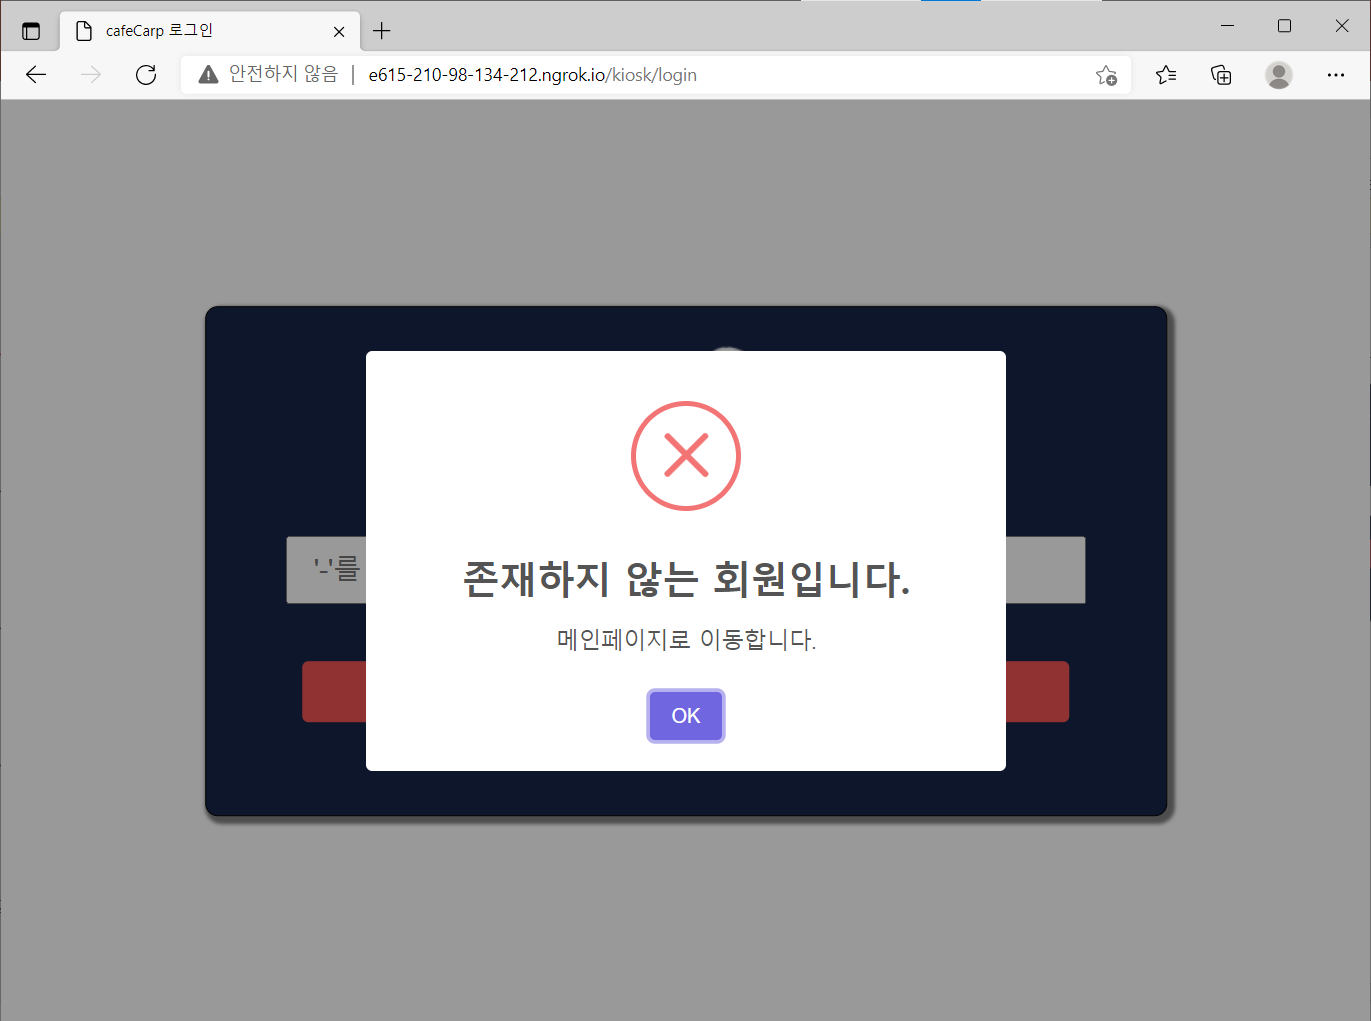 cafeCarp 로그인
안전하지 않음 | e615-210-98-134-212.ngrok.io/kiosk/login
'-'를
존재하지 않는 회원입니다.
메인페이지로 이동합니다.
OK